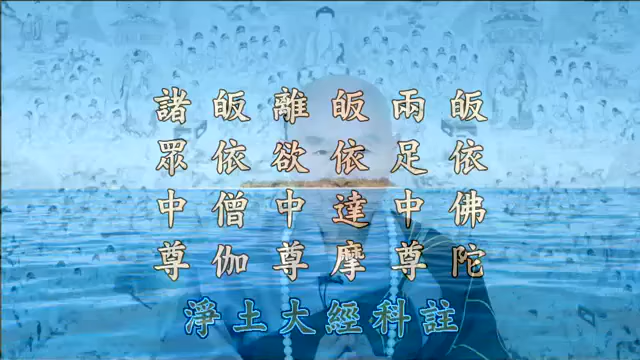 皈依佛陀
兩足中尊
皈依達摩
離欲中尊
皈依僧伽
諸眾中尊
淨土大經科註